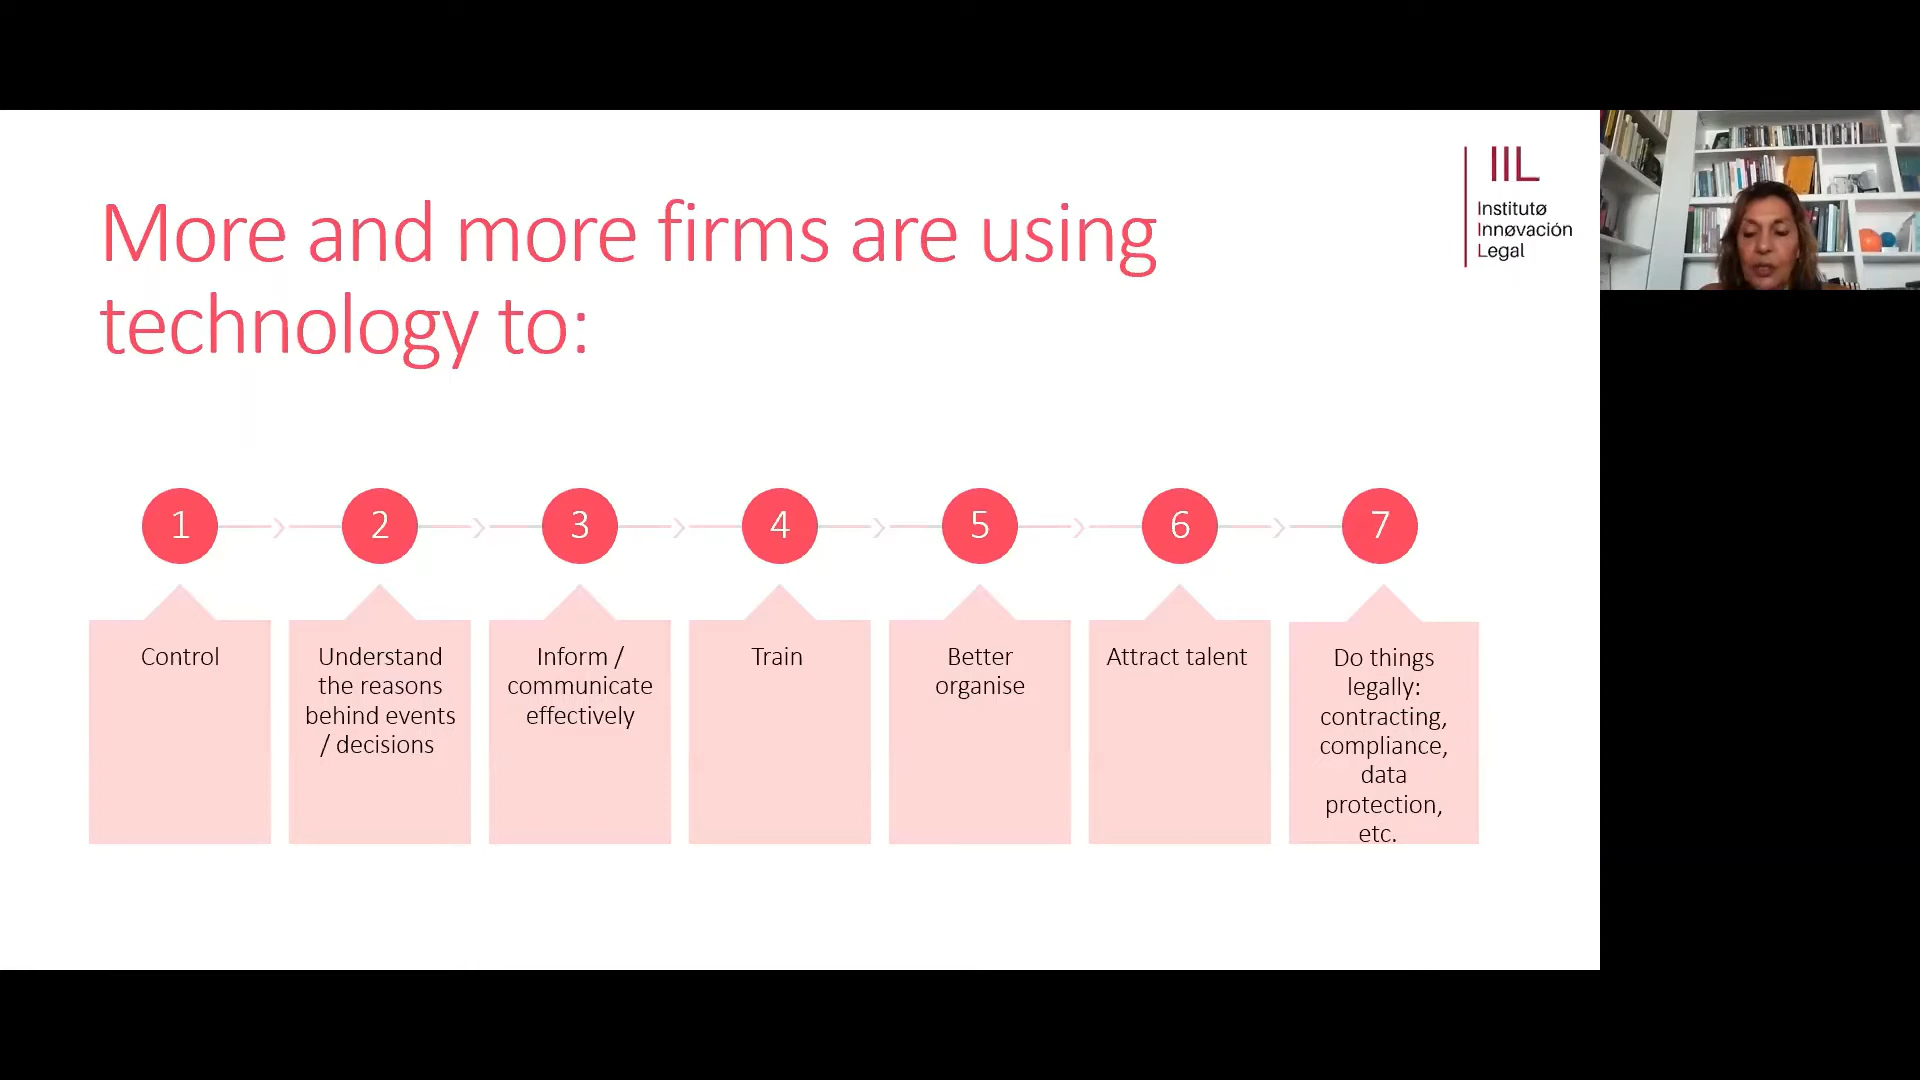 IIL
Institutø
Innøvación
Legal
More and more firms are using
technology to:
1
2
3
4
5
6
7
Control
Understand
the reasons
behind events
/ decisions
Inform /
communicate
effectively
Train
Better
organise
Attract talent
Do things
legally:
contracting,
compliance,
data
protection,
etc.